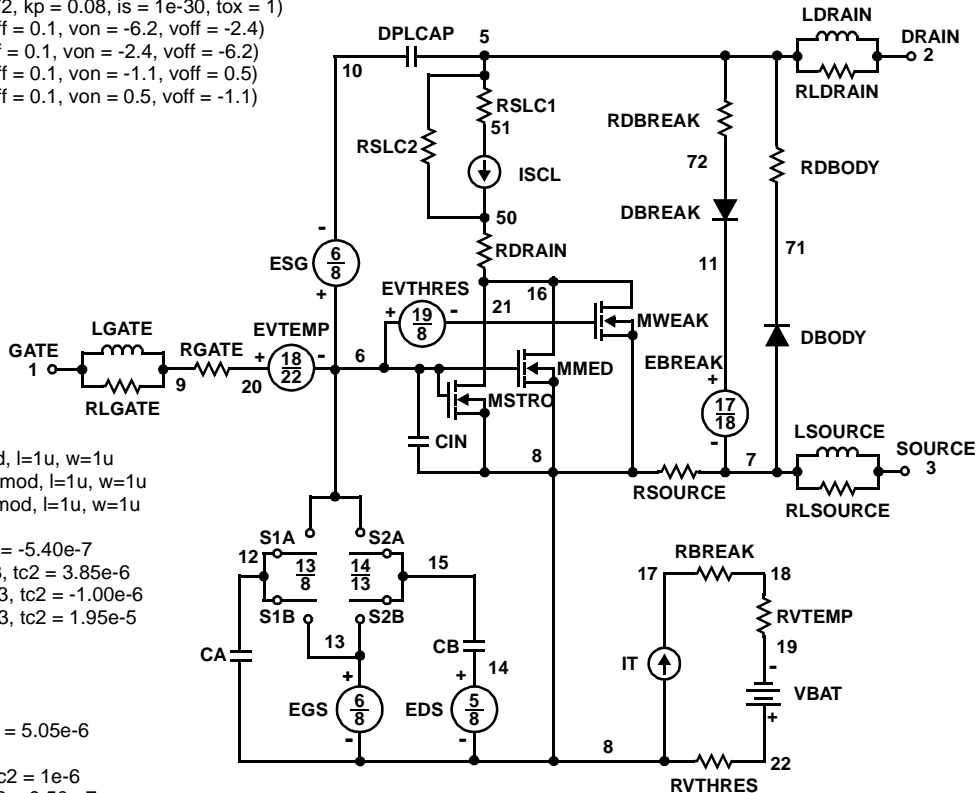 72, kp = 0.08, is = 1e-30, tox = 1)
ff = 0.1, von = -6.2, voff = -2.4)
= 0.1, von = -2.4, voff = -6.2)
ff = 0.1, von = -1.1, voff = 0.5)
ff = 0.1, von = 0.5, voff = -1.1)
DPLCAP
5
10
LDRAIN
DRAIN
2
RLDRAIN
RSLC1
51
RSLC2
ISCL
50
RDRAIN
RDBREAK
72
RDBODY
DBREAK
71
11
-
ESG
6
8
+
EVTHRES
+
19
8
-
16
21
MWEAK
DBODY
LGATE
GATE
1
RLGATE
9
RGATE
20
EVTEMP
+
18
22
-
6
MMED
MSTRO
EBREAK
+
17
18
-
CIN
8
RSOURCE
7
LSOURCE
SOURCE
3
RLSOURCE
d, l=1u, w=1u
mod, l=1u, w=1u
mod, l=1u, w=1u
= -5.40e-7
3, tc2 = 3.85e-6
3, tc2 = -1.00e-6
3, tc2 = 1.95e-5
= 5.05e-6
c2 = 1e-6
S1A
S2A
12
13
8
14
13
15
S1B
S2B
13
CA
CB
14
+
EGS
6
8
-
+
EDS
5
8
-
8
RBREAK
17
18
RVTEMP
19
IT
-
VBAT
+
22
RVTHRES